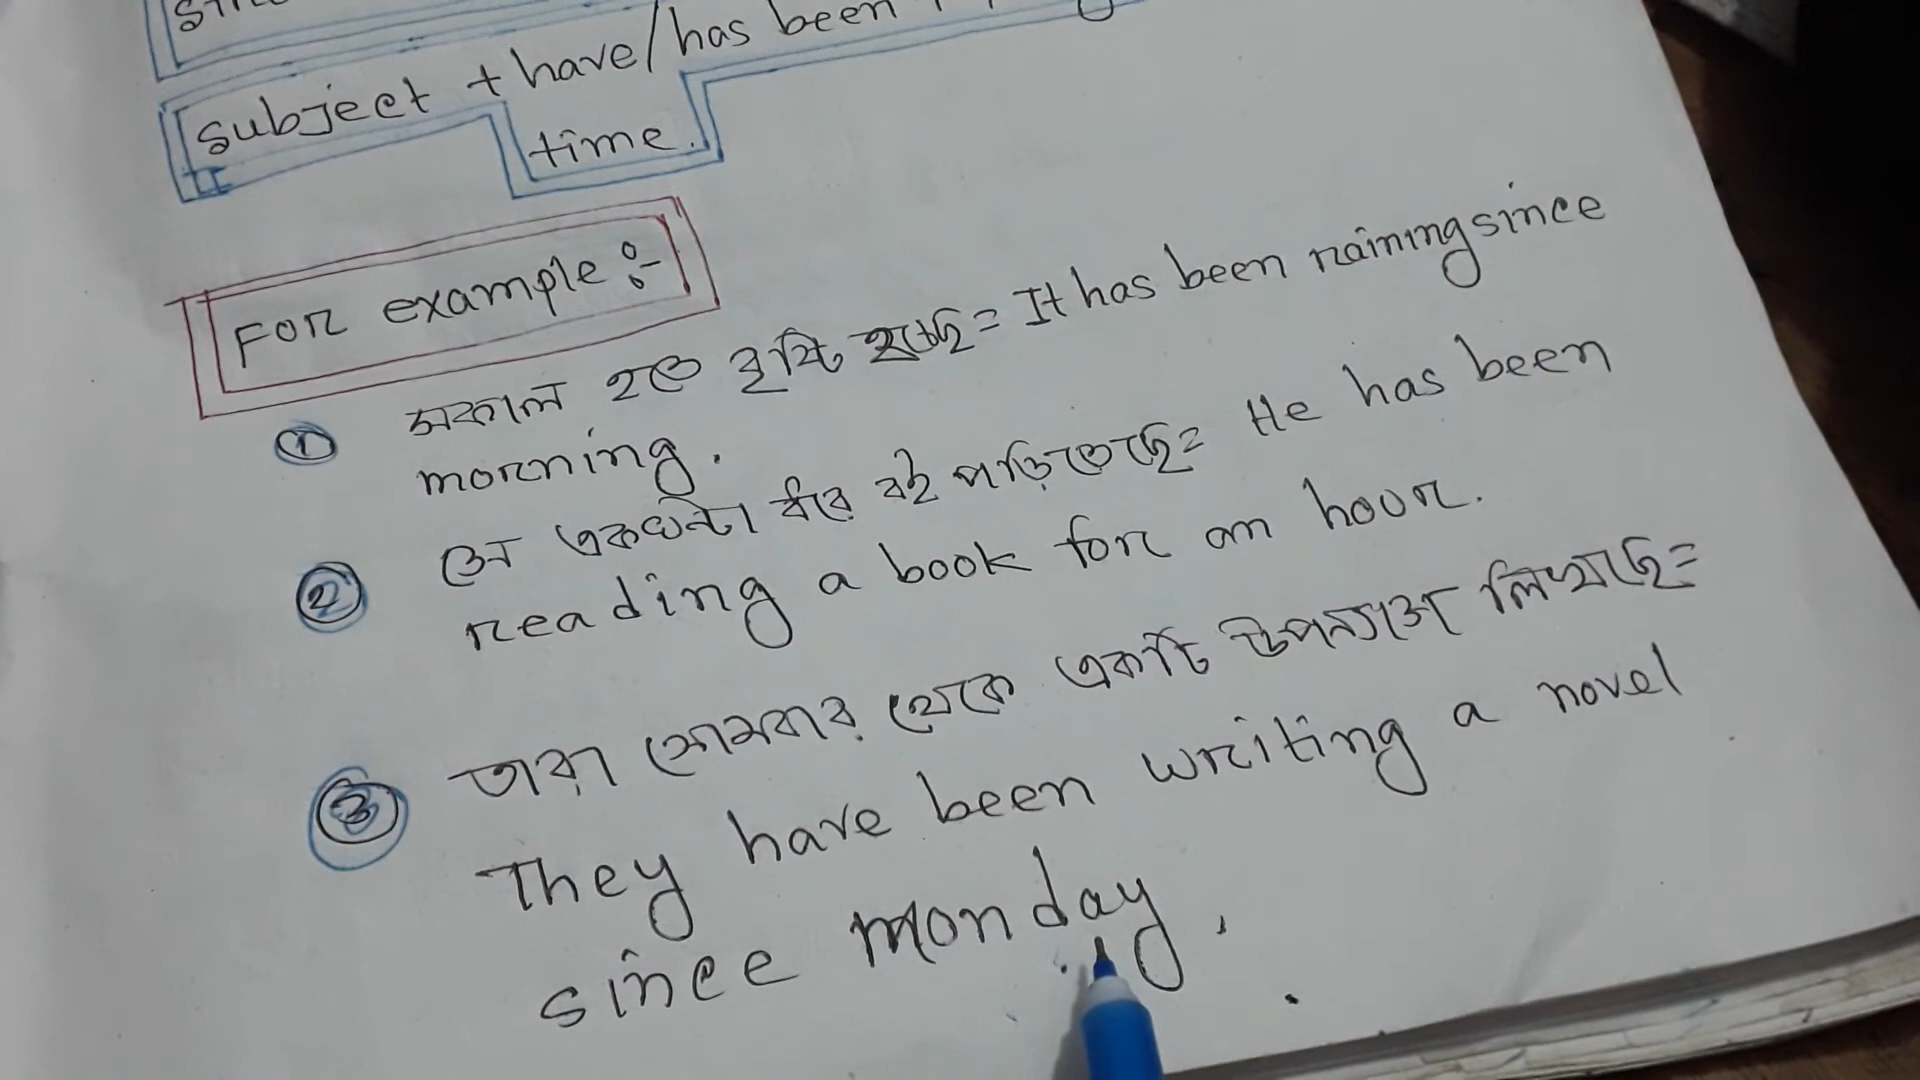 subject + have/has been
time.
For example :-
① সকাল হতে বৃষ্টি হচ্ছে = It has been raining since
morning.
② সে একঘন্টা ধরে বই পড়িতেছে = He has been
reading a book for an hour.
③ তারা সোমবার থেকে একটি উপন্যাস লিখছে =
They have been writing a novel
since monday.